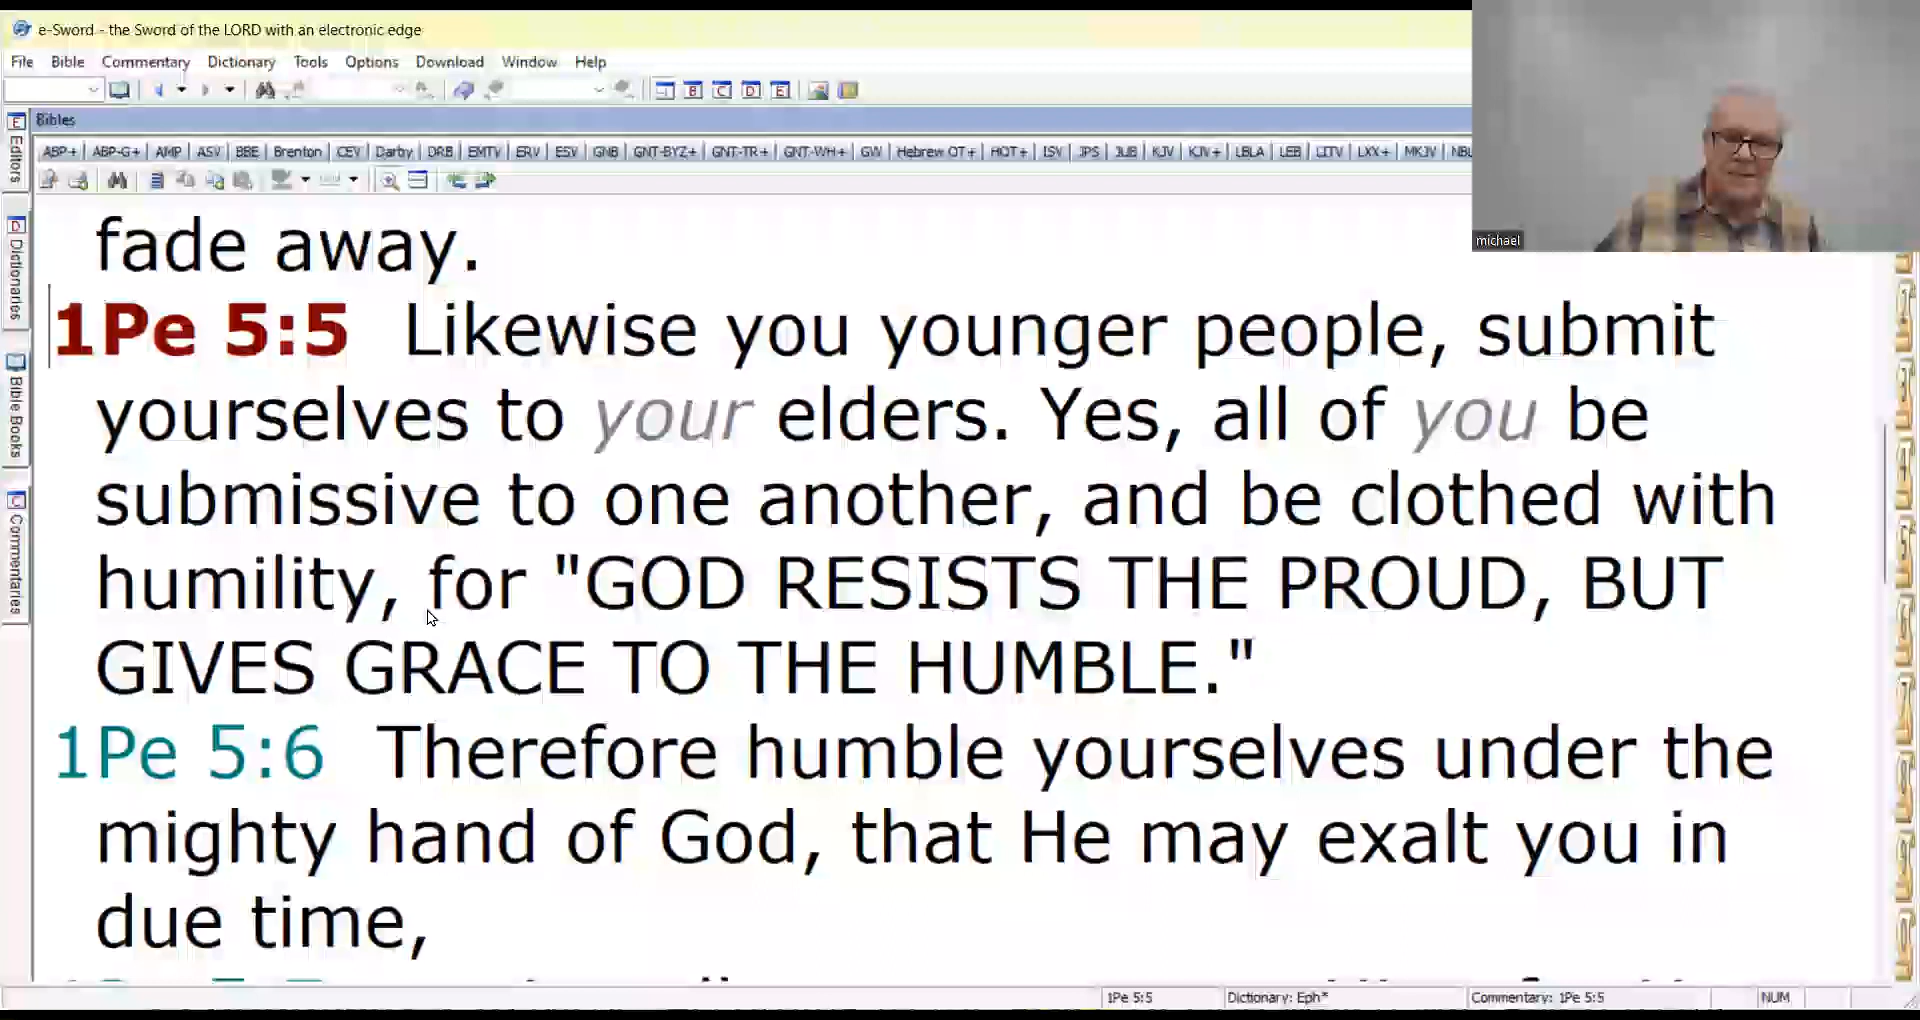 e-Sword - the Sword of the LORD with an electronic edge
File Bible Commentary Dictionary Tools Options Download Window Help
B C D E
Bibles
ABP+ ABP-G+ AMP ASV BBE Brenton CEV Darby DRB EMTV ERV ESV GNB GNT-BYZ+ GNT-TR+ GNT-WH+ GW Hebrew OT+ HOT+ ISV JPS JUB KJV KJV+ LBLA LEB LITV LXX+ MKJV
E Editors
D Dictionaries
Bible Books
C Commentaries
michael
fade away.
1Pe 5:5 Likewise you younger people, submit
yourselves to your elders. Yes, all of you be
submissive to one another, and be clothed with
humility, for "GOD RESISTS THE PROUD, BUT
GIVES GRACE TO THE HUMBLE."
1Pe 5:6 Therefore humble yourselves under the
mighty hand of God, that He may exalt you in
due time,
1Pe 5:5 Dictionary: Eph* Commentary: 1Pe 5:5 NUM